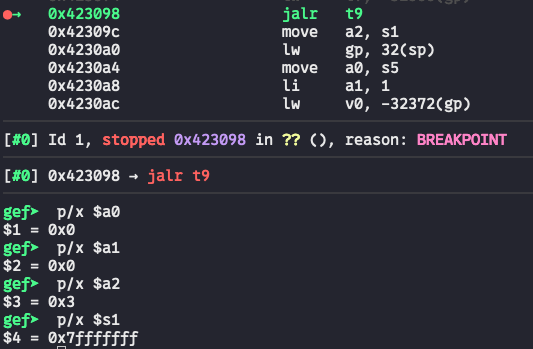 ●→ 0x423098 jalr t9
0x42309c move a2, s1
0x4230a0 lw gp, 32(sp)
0x4230a4 move a0, s5
0x4230a8 li a1, 1
0x4230ac lw v0, -32372(gp)
[#0] Id 1, stopped 0x423098 in ?? (), reason: BREAKPOINT
[#0] 0x423098 → jalr t9
gef➤ p/x $a0
$1 = 0x0
gef➤ p/x $a1
$2 = 0x0
gef➤ p/x $a2
$3 = 0x3
gef➤ p/x $s1
$4 = 0x7fffffff